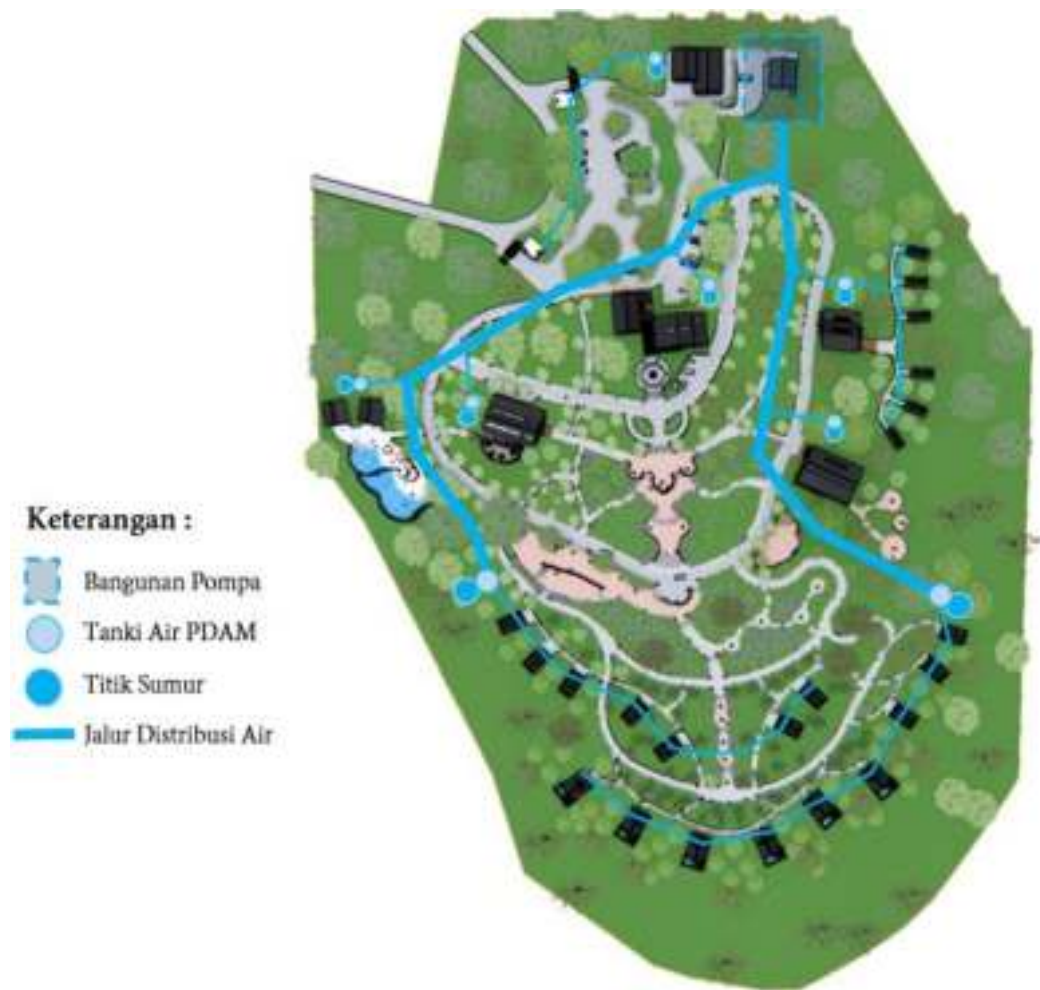 Keterangan :
Bangunan Pompa
Tanki Air PDAM
Titik Sumur
Jalur Distribusi Air